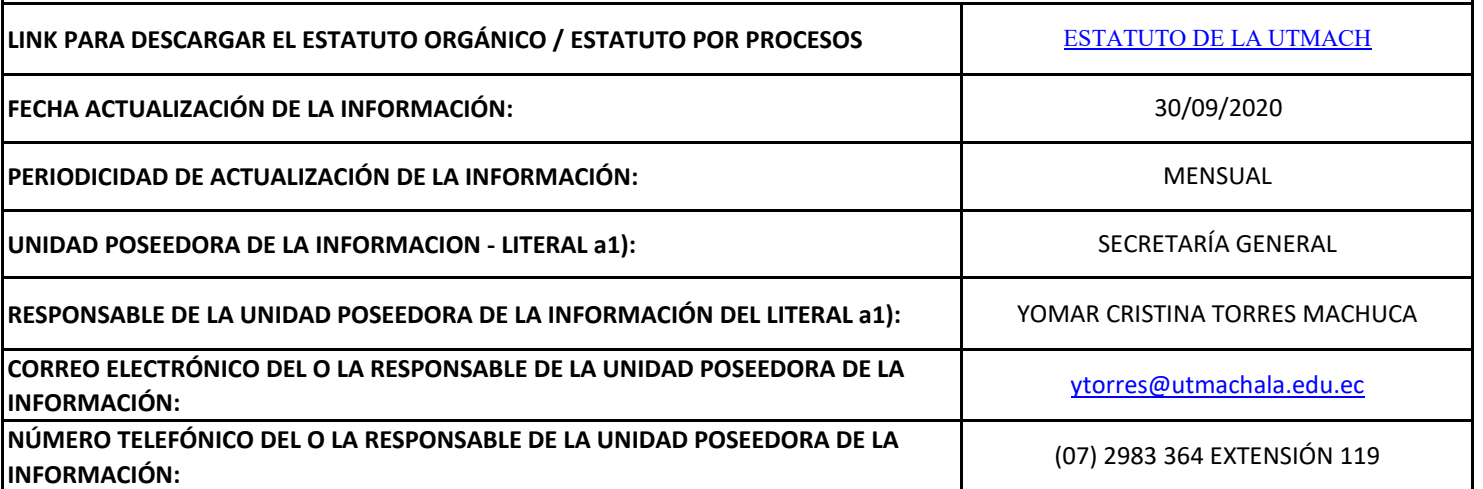 LINK PARA DESCARGAR EL ESTATUTO ORGÁNICO / ESTATUTO POR PROCESOS
ESTATUTO DE LA UTMACH
FECHA ACTUALIZACIÓN DE LA INFORMACIÓN:
30/09/2020
PERIODICIDAD DE ACTUALIZACIÓN DE LA INFORMACIÓN:
MENSUAL
UNIDAD POSEEDORA DE LA INFORMACION - LITERAL a1):
SECRETARÍA GENERAL
RESPONSABLE DE LA UNIDAD POSEEDORA DE LA INFORMACIÓN DEL LITERAL a1):
YOMAR CRISTINA TORRES MACHUCA
CORREO ELECTRÓNICO DEL O LA RESPONSABLE DE LA UNIDAD POSEEDORA DE LA
INFORMACIÓN:
ytorres@utmachala.edu.ec
NÚMERO TELEFÓNICO DEL O LA RESPONSABLE DE LA UNIDAD POSEEDORA DE LA
INFORMACIÓN:
(07) 2983 364 EXTENSIÓN 119